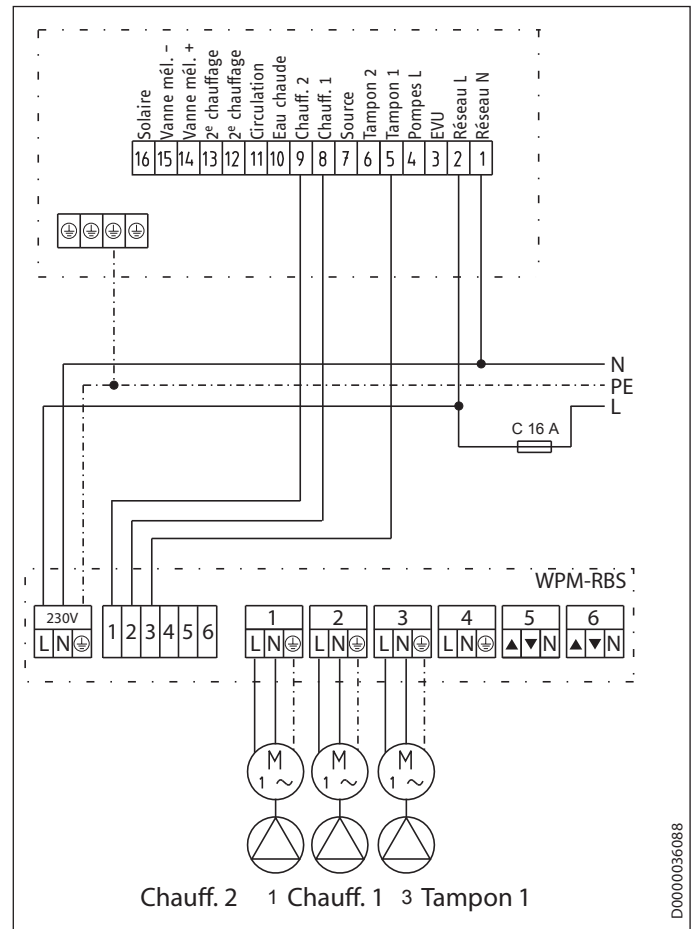 Solaire
Vanne mél. –
Vanne mél. +
2e chauffage
2e chauffage
Circulation
Eau chaude
Chauff. 2
Chauff. 1
Source
Tampon 2
Tampon 1
Pompes L
EVU
Réseau L
Réseau N
16 15 14 13 12 11 10 9 8 7 6 5 4 3 2 1
N
PE
L
C 16 A
WPM-RBS
230V
L N
1 2 3 4 5 6
1
L N
2
L N
3
L N
4
L N
5
▲ ▼ N
6
▲ ▼ N
M
1 ~
M
1 ~
M
1 ~
Chauff. 2 1 Chauff. 1 3 Tampon 1
D0000036088